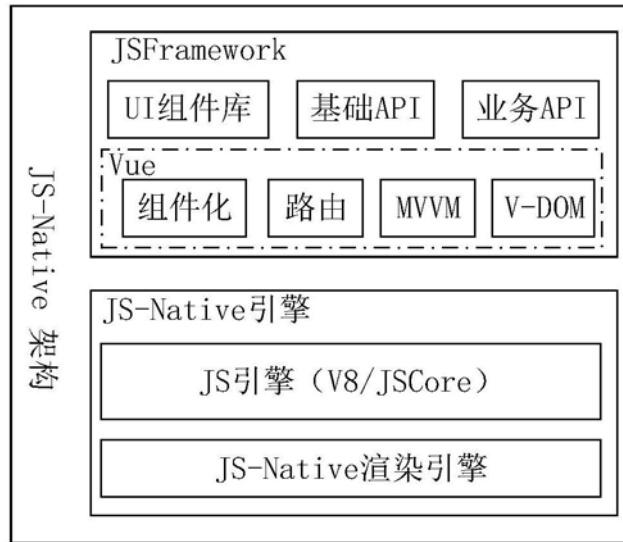 JS-Native 架构
JSFramework
UI组件库
基础API
业务API
Vue
组件化
路由
MVVM
V-DOM
JS-Native引擎
JS引擎（V8/JSCore）
JS-Native渲染引擎